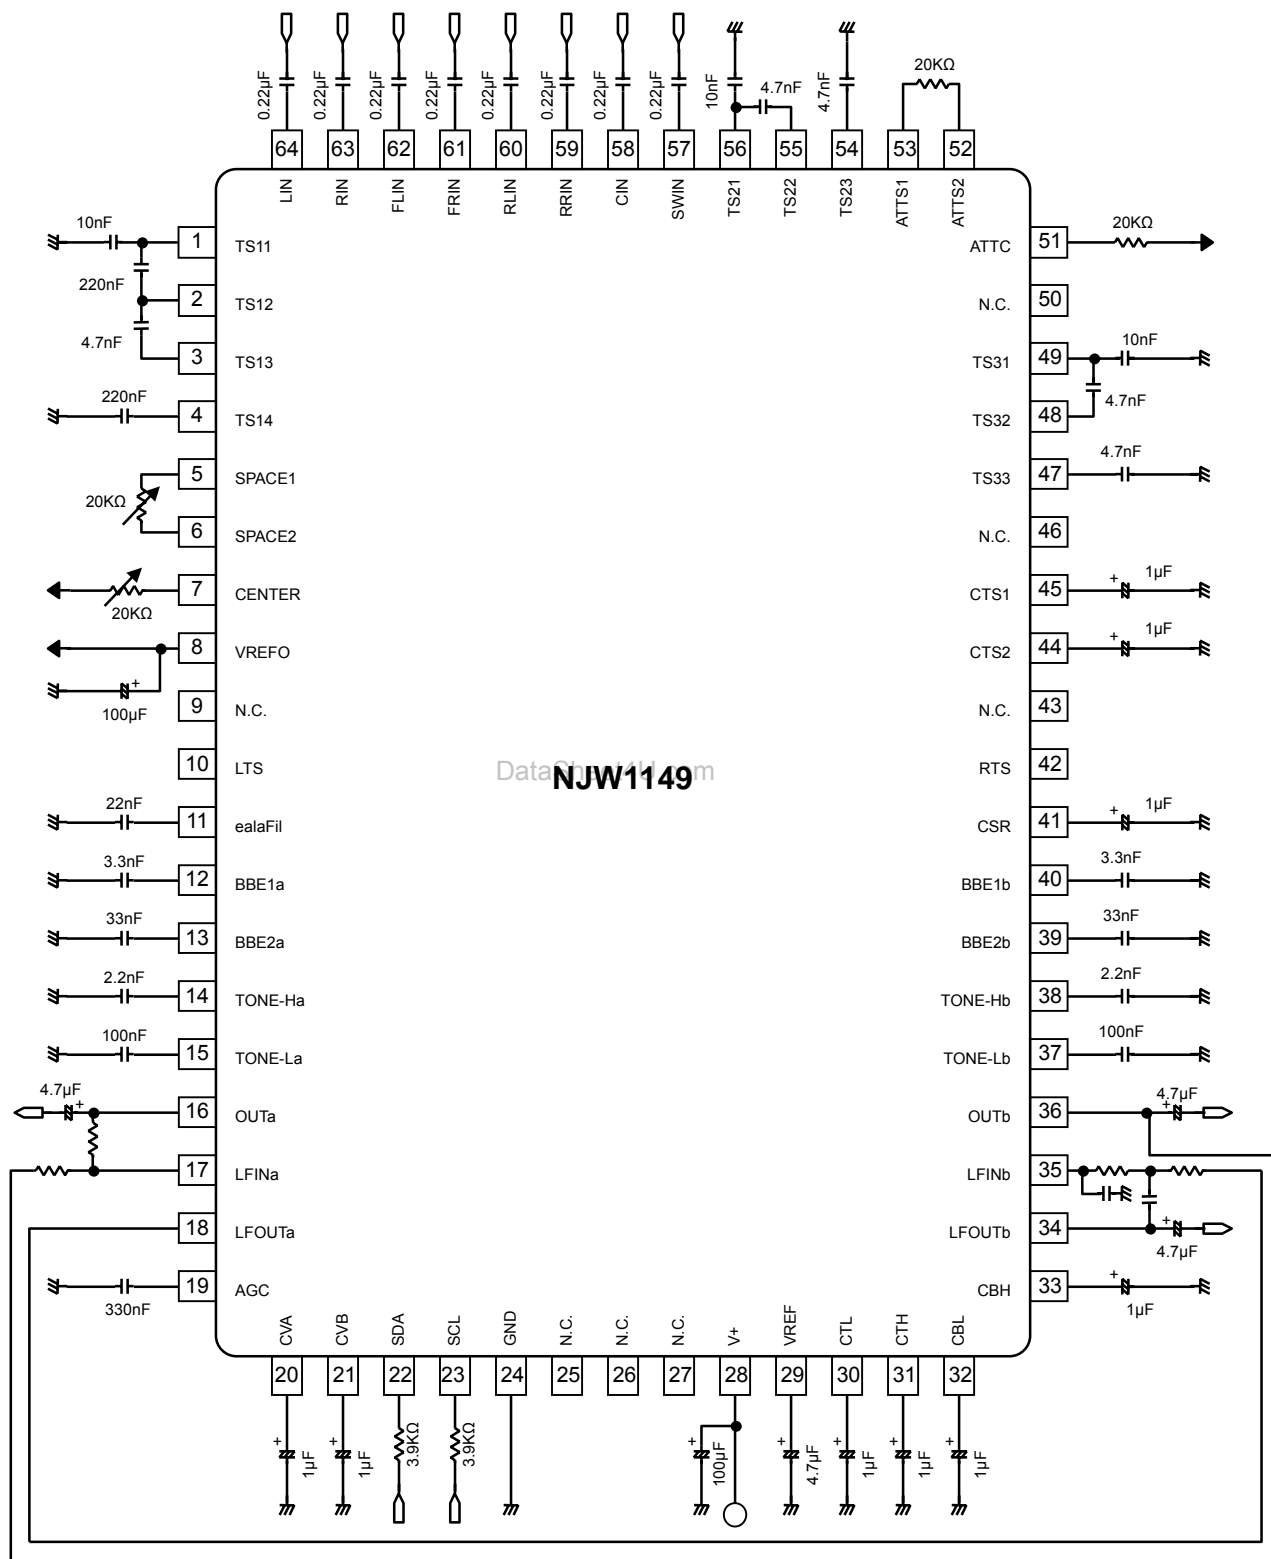 0.22µF
0.22µF
0.22µF
0.22µF
0.22µF
0.22µF
0.22µF
0.22µF
10nF
4.7nF
4.7nF
20KΩ
64 63 62 61 60 59 58 57 56 55 54 53 52
LIN
RIN
FLIN
FRIN
RLIN
RRIN
CIN
SWIN
TS21
TS22
TS23
ATTS1
ATTS2
10nF
1 TS11
ATTC 51
20KΩ
220nF
2 TS12
N.C. 50
4.7nF
3 TS13
TS31 49
10nF
220nF
4 TS14
TS32 48
4.7nF
5 SPACE1
TS33 47
4.7nF
20KΩ
6 SPACE2
N.C. 46
7 CENTER
20KΩ
CTS1 45
+ 1µF
8 VREFO
CTS2 44
+ 1µF
+
100µF
9 N.C.
N.C. 43
10 LTS
RTS 42
DataSheet4U.com
NJW1149
22nF
11 ealaFil
CSR 41
+ 1µF
3.3nF
12 BBE1a
BBE1b 40
3.3nF
33nF
13 BBE2a
BBE2b 39
33nF
2.2nF
14 TONE-Ha
TONE-Hb 38
2.2nF
100nF
15 TONE-La
TONE-Lb 37
100nF
4.7µF +
16 OUTa
OUTb 36
+ 4.7µF
17 LFINa
LFINb 35
18 LFOUTa
LFOUTb 34
+ 4.7µF
19 AGC
330nF
CBH 33
+ 1µF
CVA
CVB
SDA
SCL
GND
N.C.
N.C.
N.C.
V+
VREF
CTL
CTH
CBL
20 21 22 23 24 25 26 27 28 29 30 31 32
+ 1µF
+ 1µF
3.9KΩ
3.9KΩ
+ 100µF
+ 4.7µF
+ 1µF
+ 1µF
+ 1µF